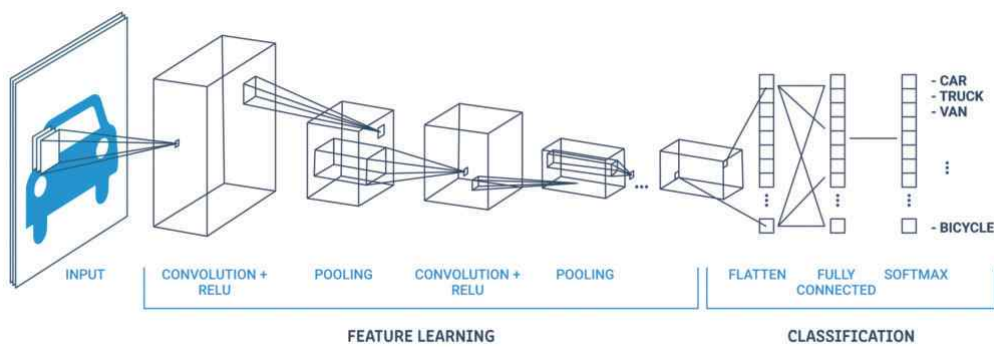 - CAR
- TRUCK
- VAN
- BICYCLE
INPUT
CONVOLUTION + RELU
POOLING
CONVOLUTION + RELU
POOLING
FLATTEN
FULLY CONNECTED
SOFTMAX
FEATURE LEARNING
CLASSIFICATION